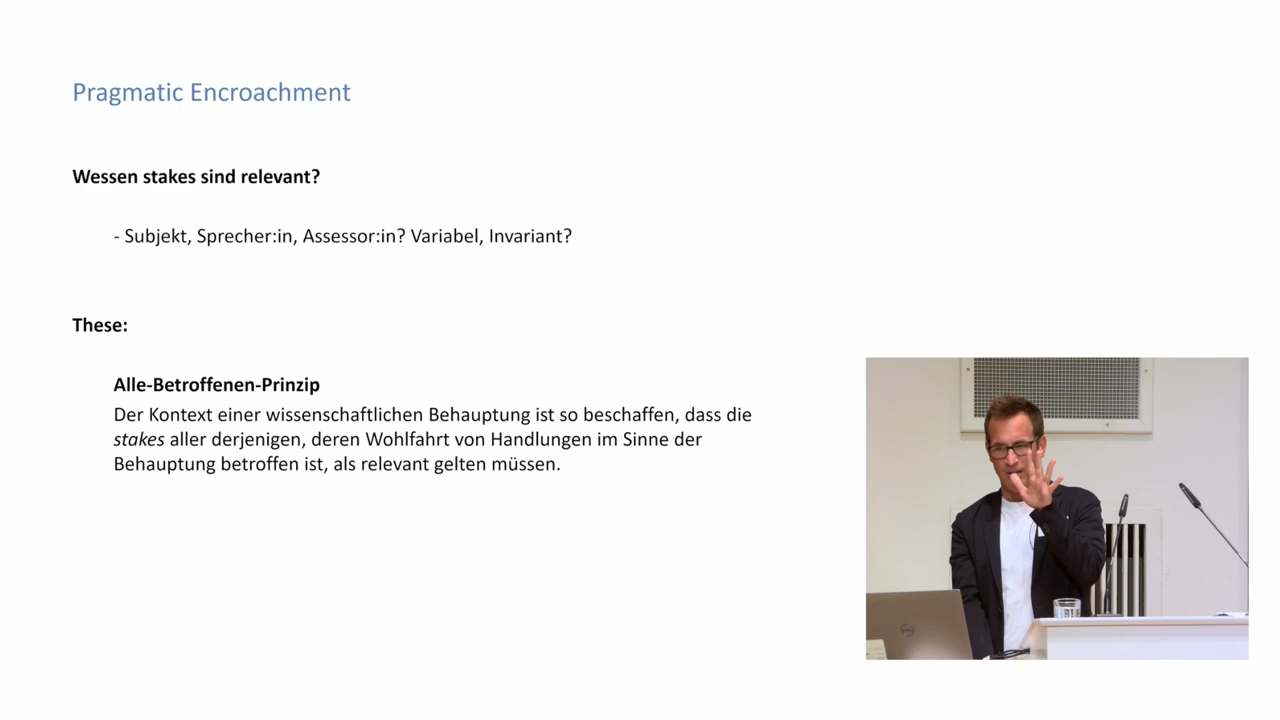 Pragmatic Encroachment
Wessen stakes sind relevant?
- Subjekt, Sprecher:in, Assessor:in? Variabel, Invariant?
These:
Alle-Betroffenen-Prinzip
Der Kontext einer wissenschaftlichen Behauptung ist so beschaffen, dass die
stakes aller derjenigen, deren Wohlfahrt von Handlungen im Sinne der
Behauptung betroffen ist, als relevant gelten müssen.